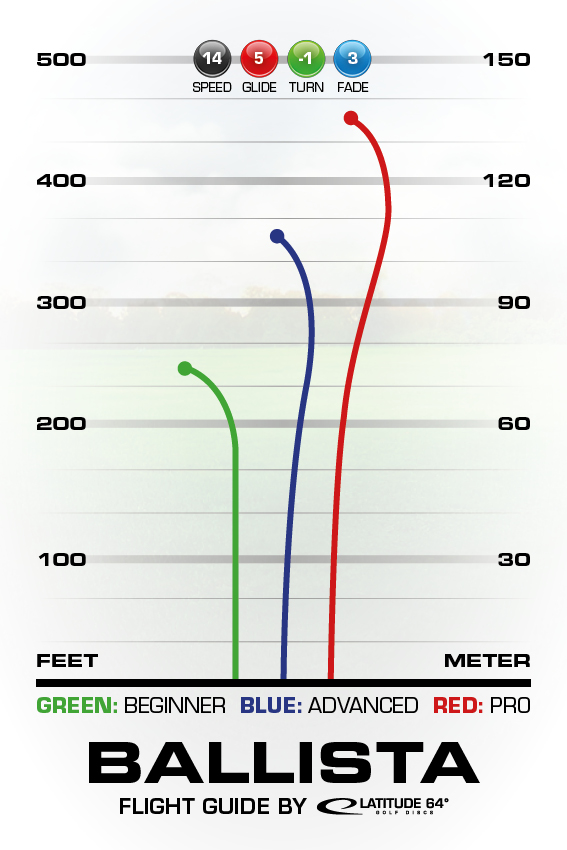 500 14 5 -1 3 150
SPEED GLIDE TURN FADE
400 120
300 90
200 60
100 30
FEET METER
GREEN: BEGINNER BLUE: ADVANCED RED: PRO
BALLISTA
FLIGHT GUIDE BY LATITUDE 64°
GOLF DISCS